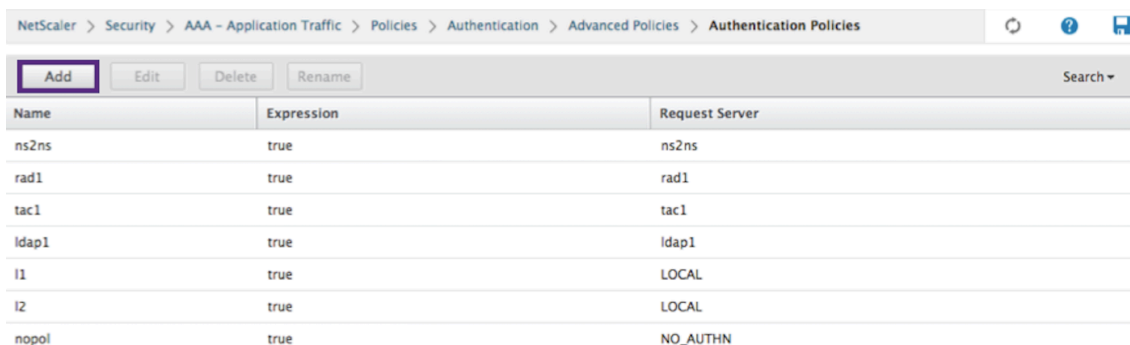 NetScaler > Security > AAA – Application Traffic > Policies > Authentication > Advanced Policies > Authentication Policies
Add Edit Delete Rename Search
Name Expression Request Server
ns2ns true ns2ns
rad1 true rad1
tac1 true tac1
ldap1 true ldap1
l1 true LOCAL
l2 true LOCAL
nopol true NO_AUTHN